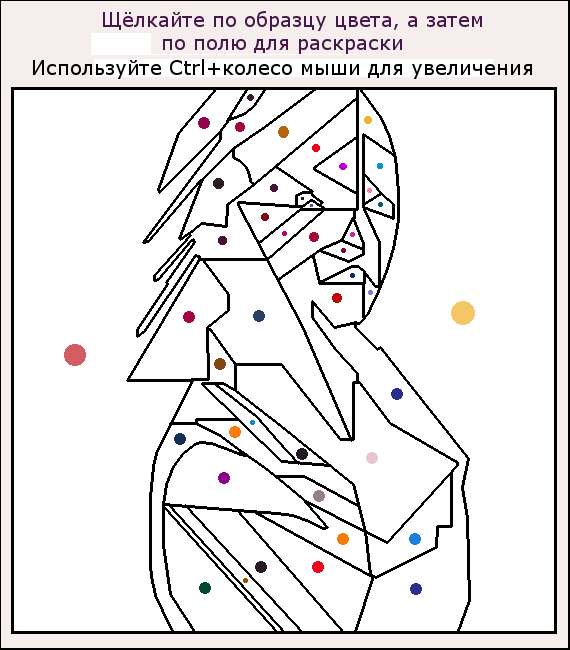 Щёлкайте по образцу цвета, а затем
по полю для раскраски
Используйте Ctrl+колесо мыши для увеличения